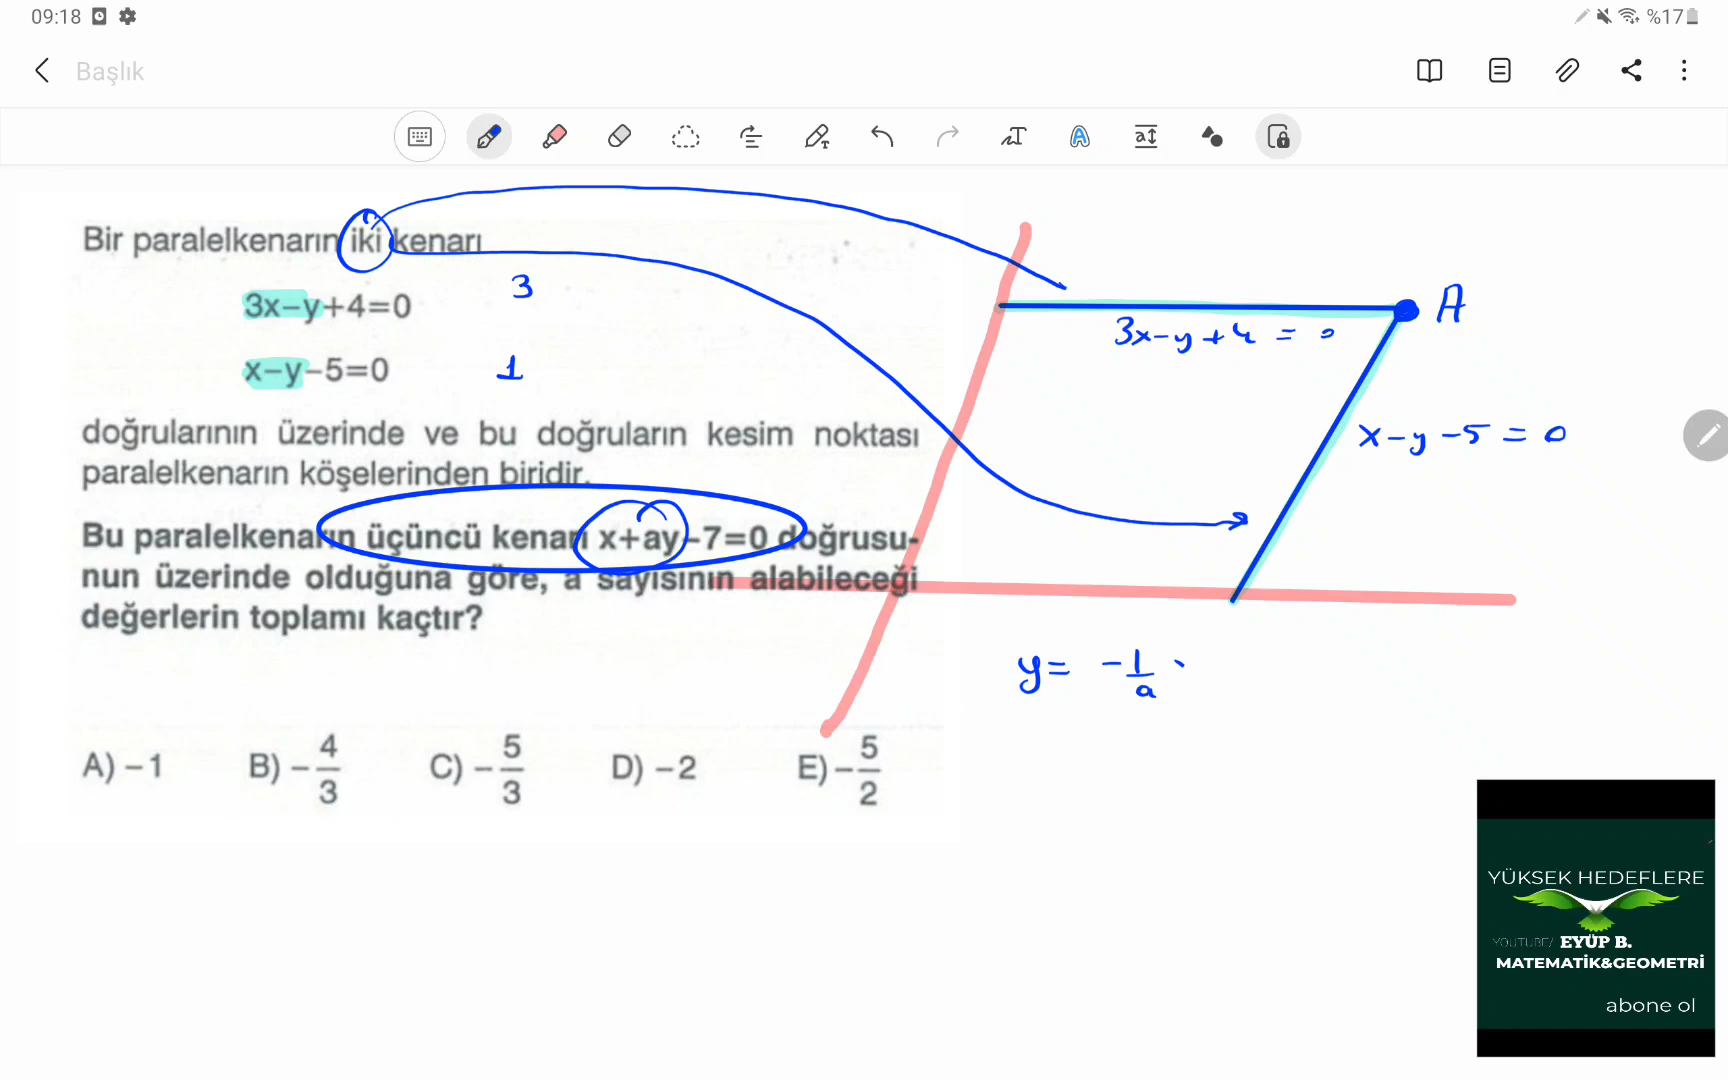 09:18
%17
Başlık
Bir paralelkenarın iki kenarı
3x−y+4=0
3
x−y−5=0
1
doğrularının üzerinde ve bu doğruların kesim noktası
paralelkenarın köşelerinden biridir.
Bu paralelkenarın üçüncü kenarı x+ay−7=0 doğrusu-
nun üzerinde olduğuna göre, a sayısının alabileceği
değerlerin toplamı kaçtır?
A) −1 B) −4/3 C) −5/3 D) −2 E) −5/2
A
3x−y+4 = 0
x−y−5 = 0
y= −1/a ·
YÜKSEK HEDEFLERE
YOUTUBE/ EYÜP B.
MATEMATİK&GEOMETRİ
abone ol